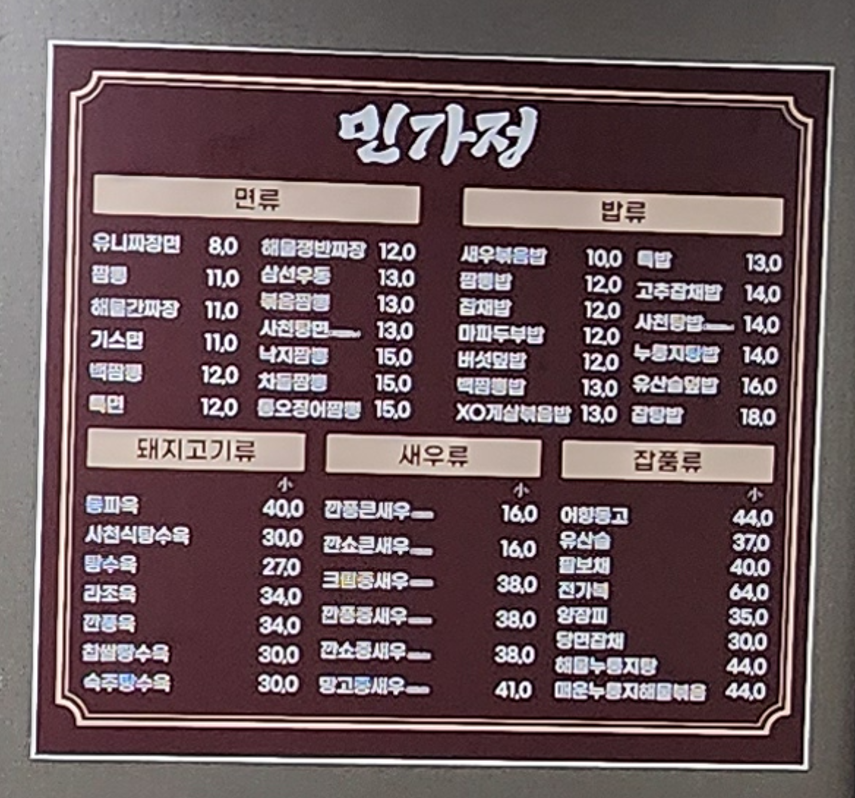 민가정
면류
유니짜장면 8,0
짬뽕 11,0
해물간짜장 11,0
기스면 11,0
백짬뽕 12,0
특면 12,0
해물쟁반짜장 12,0
삼선우동 13,0
볶음짬뽕 13,0
사천탕면 13,0
낙지짬뽕 15,0
차돌짬뽕 15,0
통오징어짬뽕 15,0
밥류
새우볶음밥 10,0
짬뽕밥 12,0
잡채밥 12,0
마파두부밥 12,0
버섯덮밥 12,0
백짬뽕밥 13,0
XO게살볶음밥 13,0
특밥 13,0
고추잡채밥 14,0
사천탕밥 14,0
누룽지탕밥 14,0
유산슬덮밥 16,0
잡탕밥 18,0
돼지고기류
小
동파육 40,0
사천식탕수육 30,0
탕수육 27,0
라조육 34,0
깐풍육 34,0
찹쌀탕수육 30,0
숙주탕수육 30,0
새우류
小
깐풍큰새우 16,0
깐쇼큰새우 16,0
크림중새우 38,0
깐풍중새우 38,0
깐쇼중새우 38,0
망고중새우 41,0
잡품류
小
어향동고 44,0
유산슬 37,0
팔보채 40,0
전가복 64,0
양장피 35,0
당면잡채 30,0
해물누룽지탕 44,0
매운누룽지해물볶음 44,0